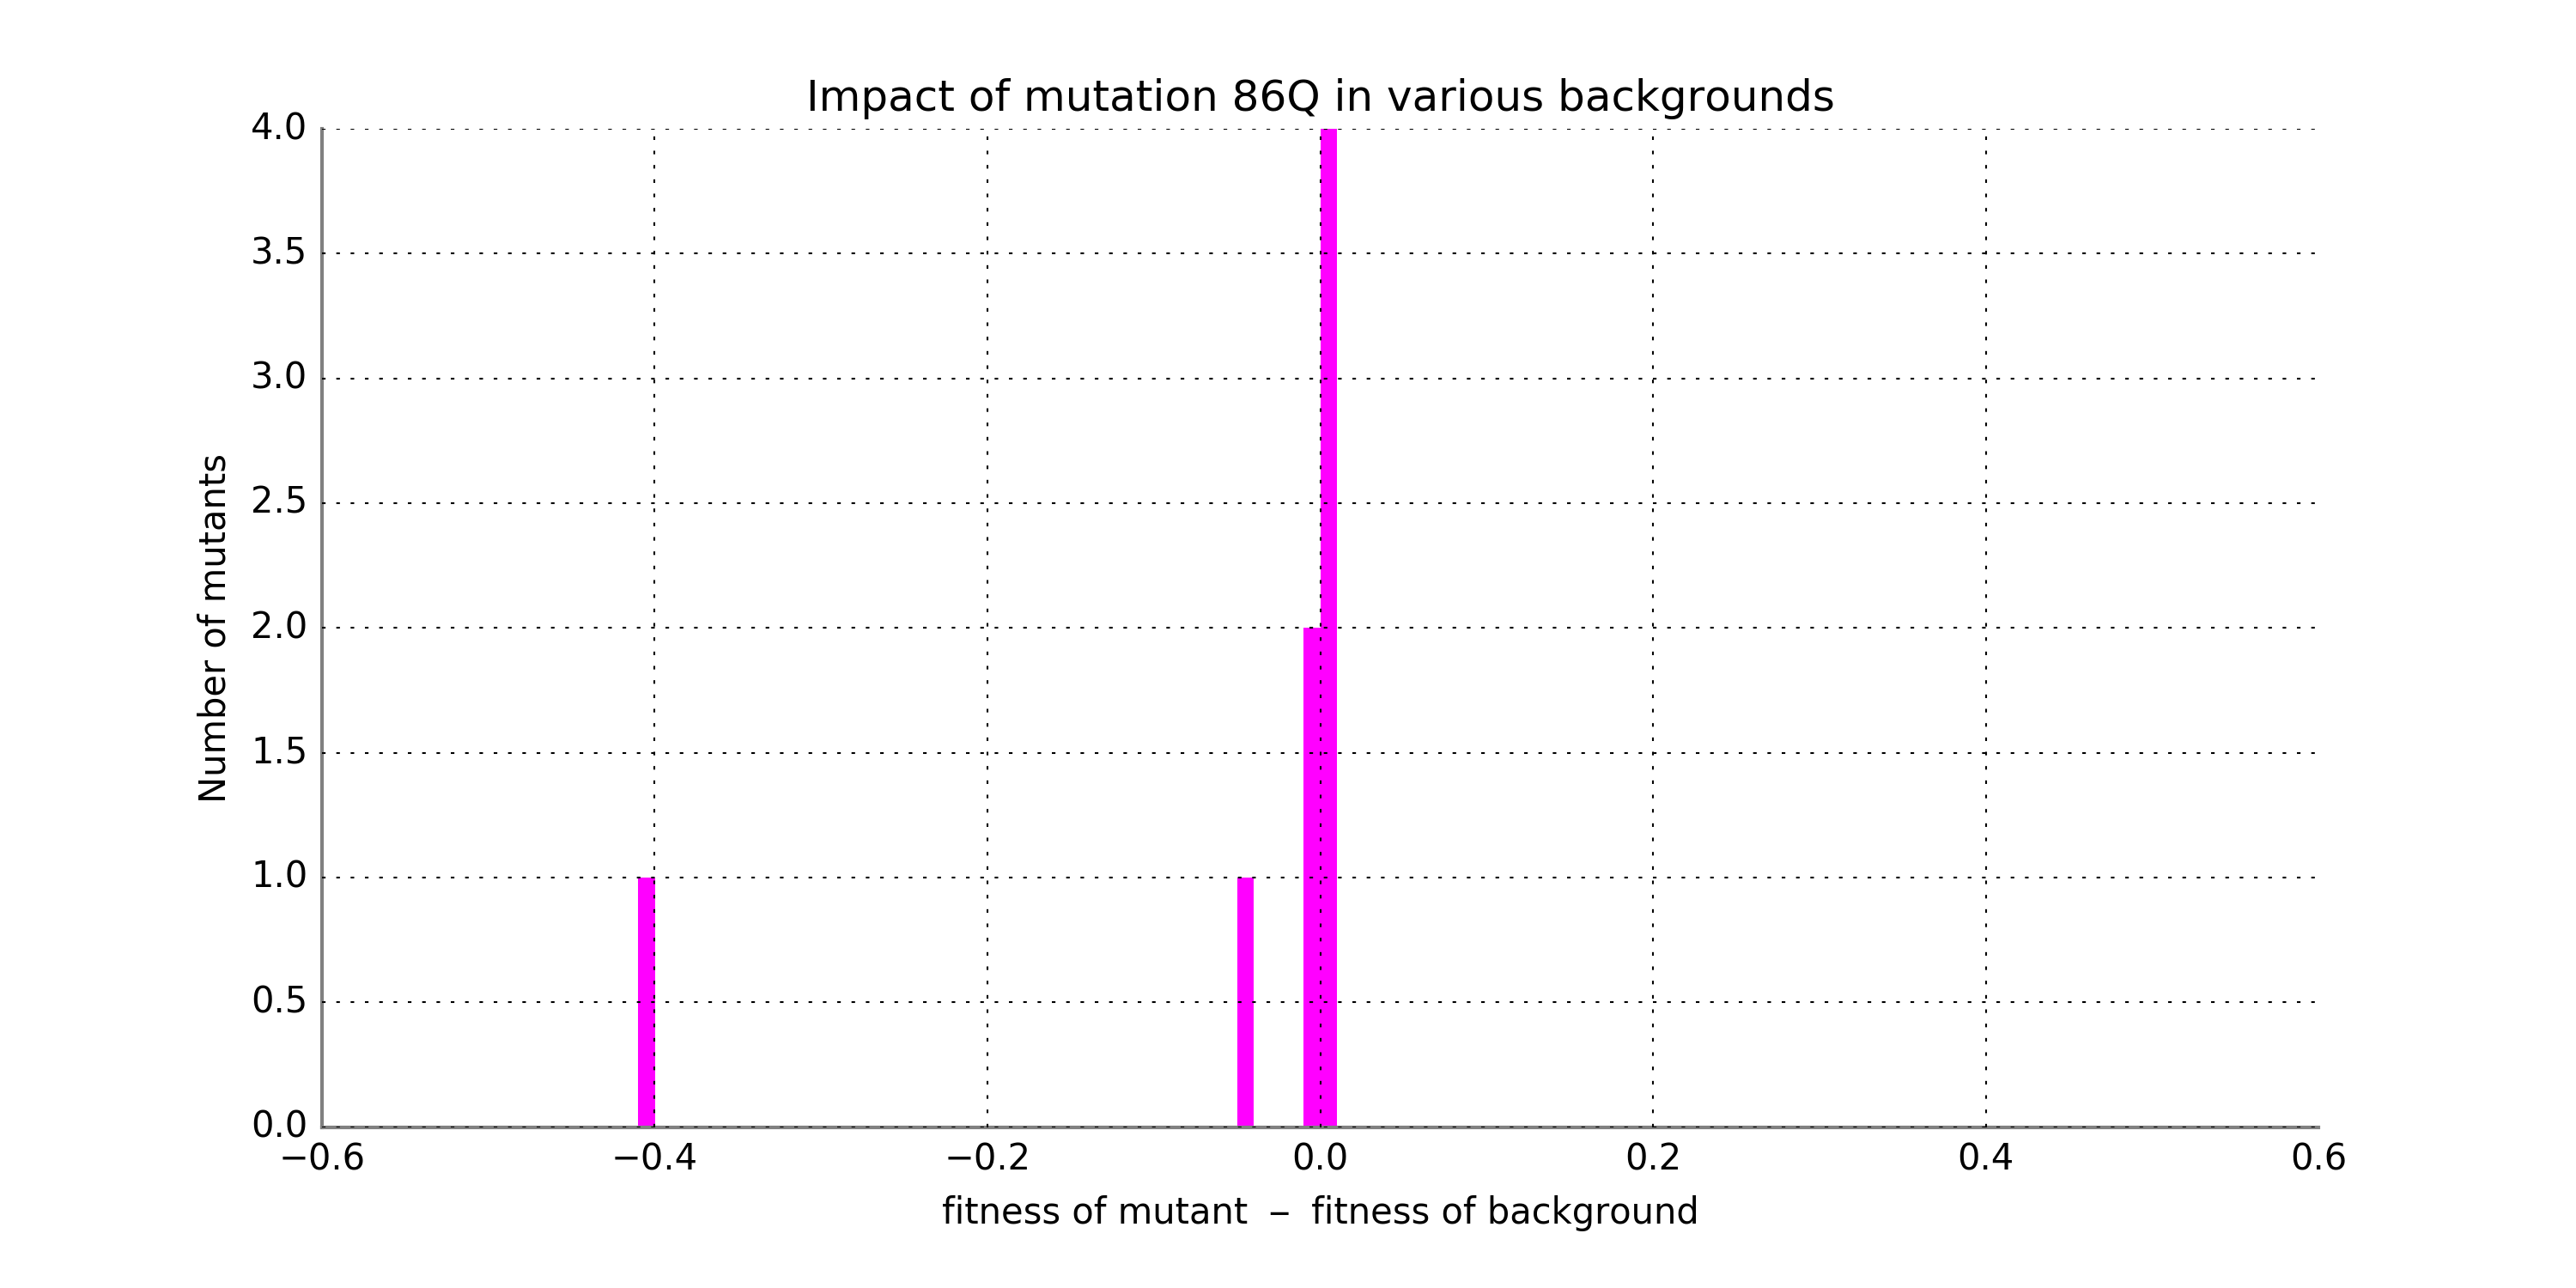 Impact of mutation 86Q in various backgrounds
4.0
3.5
3.0
2.5
2.0
1.5
1.0
0.5
0.0
Number of mutants
−0.6 −0.4 −0.2 0.0 0.2 0.4 0.6
fitness of mutant − fitness of background